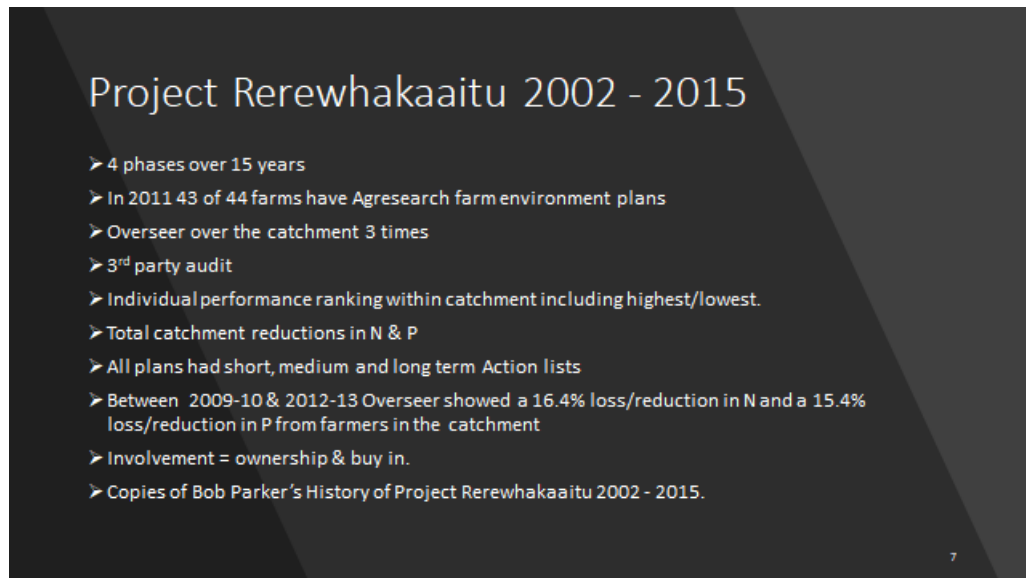 Project Rerewhakaaitu 2002 - 2015
➢ 4 phases over 15 years
➢ In 2011 43 of 44 farms have Agresearch farm environment plans
➢ Overseer over the catchment 3 times
➢ 3rd party audit
➢ Individual performance ranking within catchment including highest/lowest.
➢ Total catchment reductions in N & P
➢ All plans had short, medium and long term Action lists
➢ Between 2009-10 & 2012-13 Overseer showed a 16.4% loss/reduction in N and a 15.4%
loss/reduction in P from farmers in the catchment
➢ Involvement = ownership & buy in.
➢ Copies of Bob Parker's History of Project Rerewhakaaitu 2002 - 2015.
7